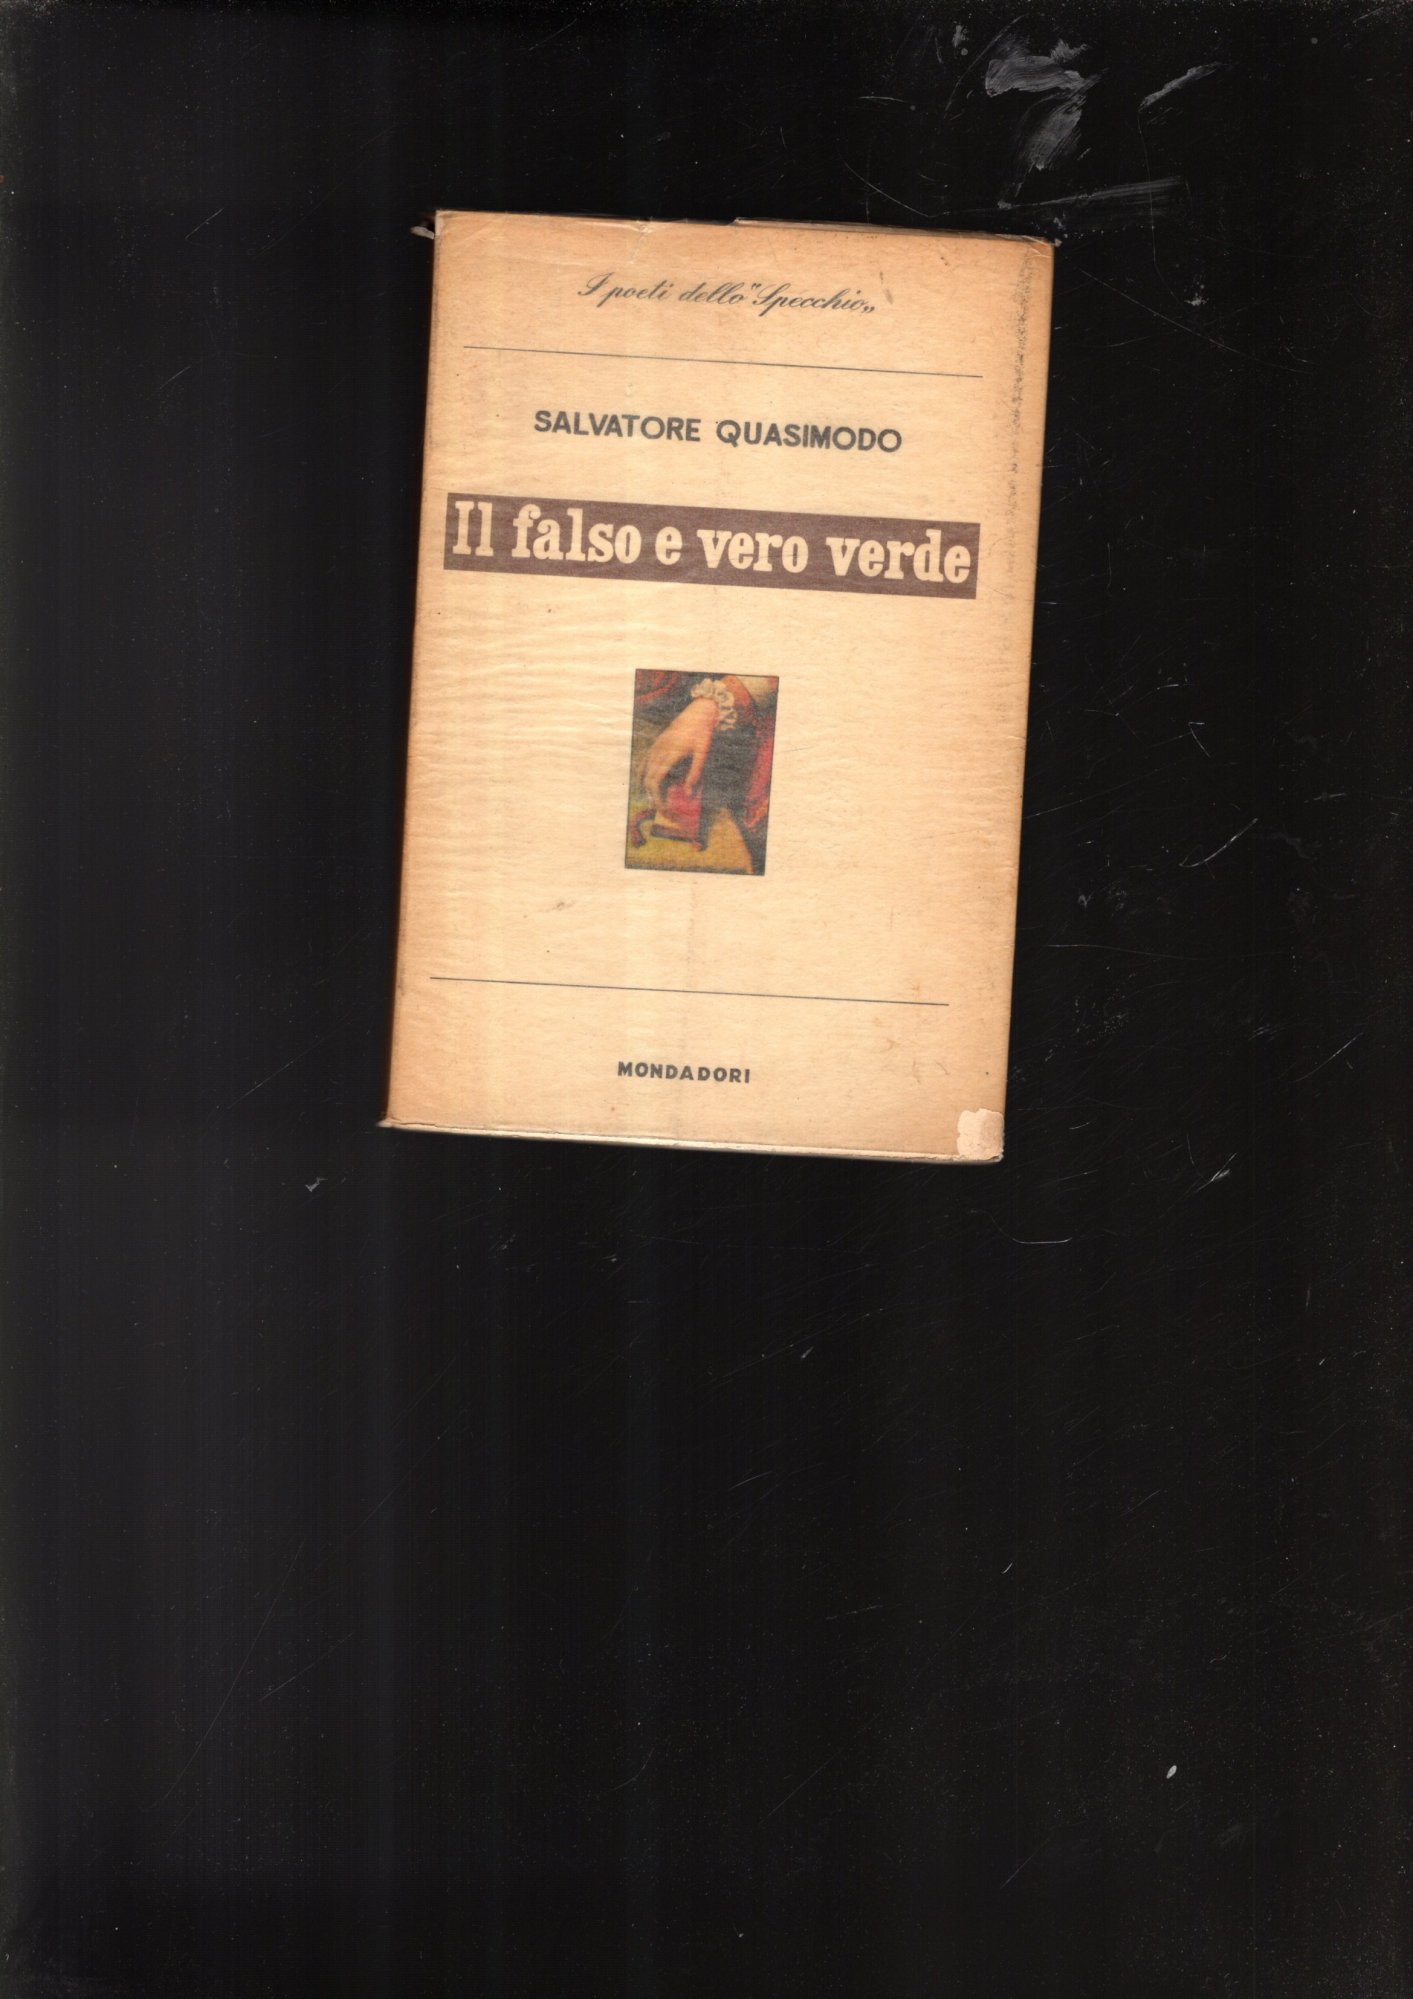 I poeti dello "Specchio„
SALVATORE QUASIMODO
Il falso e vero verde
MONDADORI